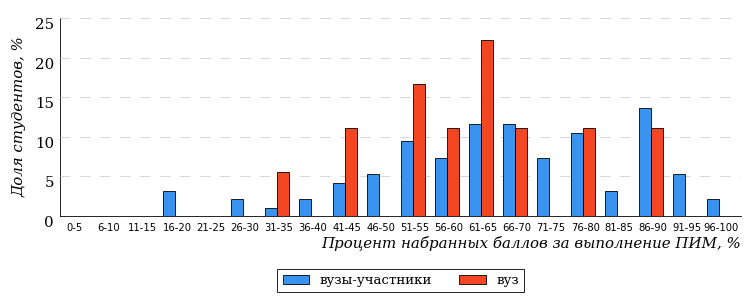 25
20
15
10
5
0
Доля студентов, %
0-5 6-10 11-15 16-20 21-25 26-30 31-35 36-40 41-45 46-50 51-55 56-60 61-65 66-70 71-75 76-80 81-85 86-90 91-95 96-100
Процент набранных баллов за выполнение ПИМ, %
вузы-участники вуз